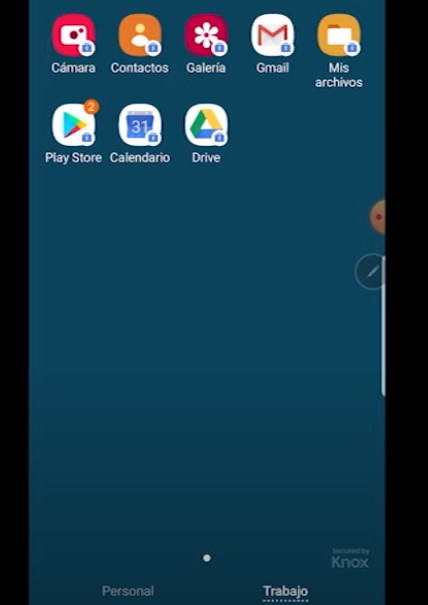 Cámara Contactos Galería Gmail Mis
archivos
2
31
Play Store Calendario Drive
Secured by
Knox
Personal Trabajo